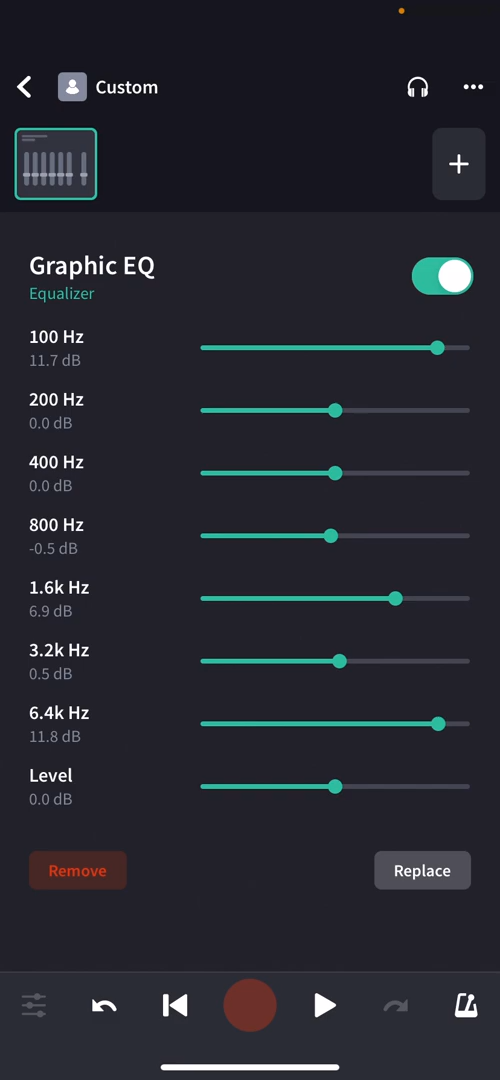 Custom
Graphic EQ
Equalizer
100 Hz
11.7 dB
200 Hz
0.0 dB
400 Hz
0.0 dB
800 Hz
-0.5 dB
1.6k Hz
6.9 dB
3.2k Hz
0.5 dB
6.4k Hz
11.8 dB
Level
0.0 dB
Remove
Replace